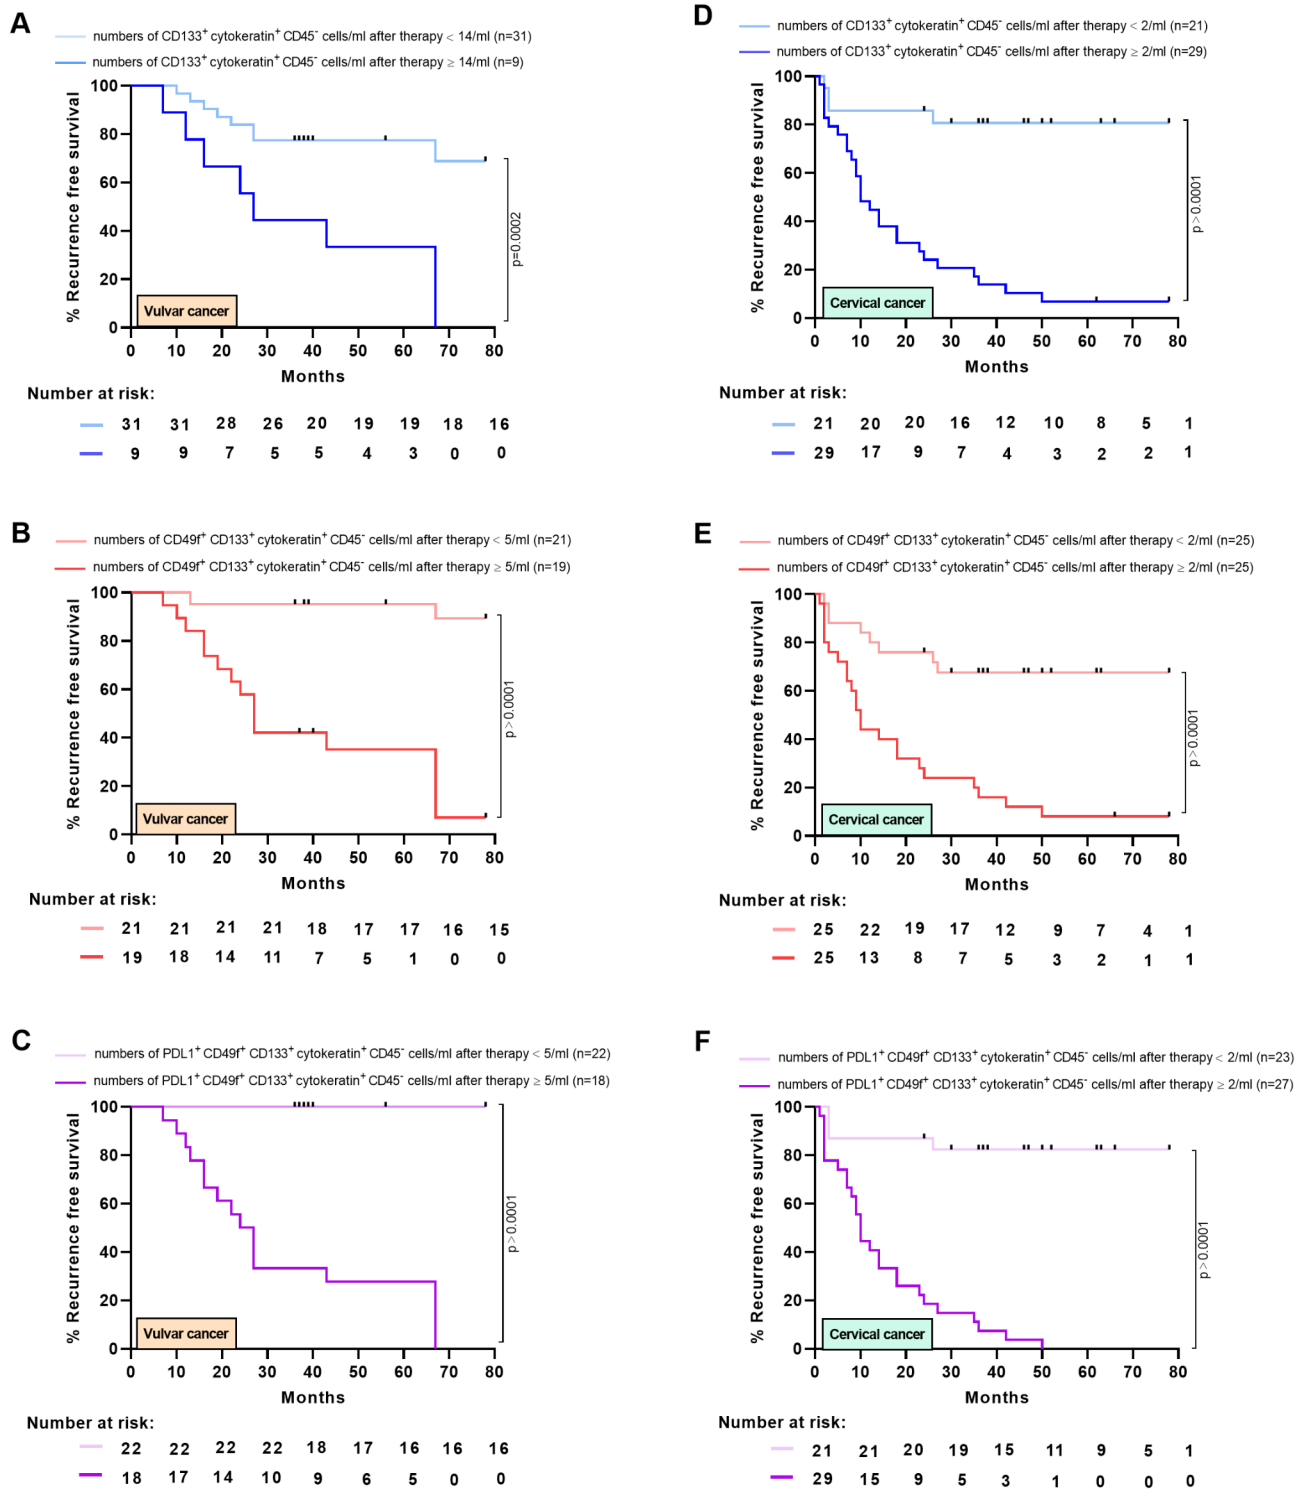 A
numbers of CD133+ cytokeratin+ CD45- cells/ml after therapy < 14/ml (n=31)
numbers of CD133+ cytokeratin+ CD45- cells/ml after therapy ≥ 14/ml (n=9)
% Recurrence free survival
100
80
60
40
20
0
Vulvar cancer
p=0.0002
0 10 20 30 40 50 60 70 80
Months
Number at risk:
31 31 28 26 20 19 19 18 16
9 9 7 5 5 4 3 0 0
B
numbers of CD49f+ CD133+ cytokeratin+ CD45- cells/ml after therapy < 5/ml (n=21)
numbers of CD49f+ CD133+ cytokeratin+ CD45- cells/ml after therapy ≥ 5/ml (n=19)
% Recurrence free survival
100
80
60
40
20
0
Vulvar cancer
p > 0.0001
0 10 20 30 40 50 60 70 80
Months
Number at risk:
21 21 21 21 18 17 17 16 15
19 18 14 11 7 5 1 0 0
C
numbers of PDL1+ CD49f+ CD133+ cytokeratin+ CD45- cells/ml after therapy < 5/ml (n=22)
numbers of PDL1+ CD49f+ CD133+ cytokeratin+ CD45- cells/ml after therapy ≥ 5/ml (n=18)
% Recurrence free survival
100
80
60
40
20
0
Vulvar cancer
p > 0.0001
0 10 20 30 40 50 60 70 80
Months
Number at risk:
22 22 22 22 18 17 16 16 16
18 17 14 10 9 6 5 0 0
D
numbers of CD133+ cytokeratin+ CD45- cells/ml after therapy < 2/ml (n=21)
numbers of CD133+ cytokeratin+ CD45- cells/ml after therapy ≥ 2/ml (n=29)
% Recurrence free survival
100
80
60
40
20
0
Cervical cancer
p > 0.0001
0 10 20 30 40 50 60 70 80
Months
Number at risk:
21 20 20 16 12 10 8 5 1
29 17 9 7 4 3 2 2 1
E
numbers of CD49f+ CD133+ cytokeratin+ CD45- cells/ml after therapy < 2/ml (n=25)
numbers of CD49f+ CD133+ cytokeratin+ CD45- cells/ml after therapy ≥ 2/ml (n=25)
% Recurrence free survival
100
80
60
40
20
0
Cervical cancer
p > 0.0001
0 10 20 30 40 50 60 70 80
Months
Number at risk:
25 22 19 17 12 9 7 4 1
25 13 8 7 5 3 2 1 1
F
numbers of PDL1+ CD49f+ CD133+ cytokeratin+ CD45- cells/ml after therapy < 2/ml (n=23)
numbers of PDL1+ CD49f+ CD133+ cytokeratin+ CD45- cells/ml after therapy ≥ 2/ml (n=27)
% Recurrence free survival
100
80
60
40
20
0
Cervical cancer
p > 0.0001
0 10 20 30 40 50 60 70 80
Months
Number at risk:
21 21 20 19 15 11 9 5 1
29 15 9 5 3 1 0 0 0